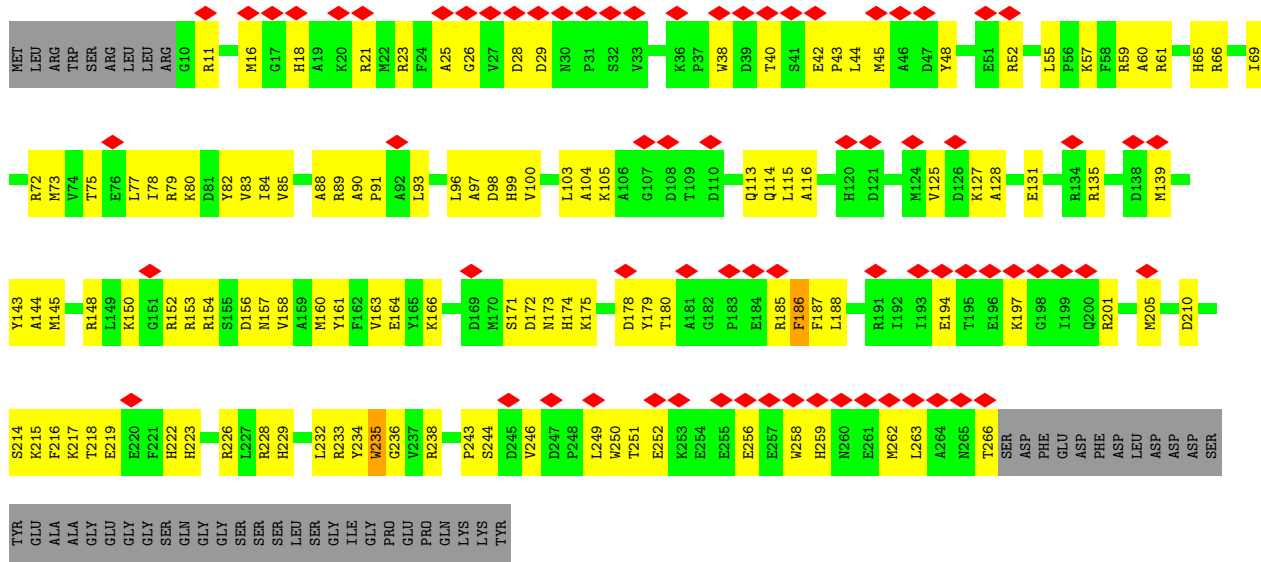 MET LEU ARG TRP SER ARG LEU LEU ARG G10 R11 M16 G17 H18 A19 K20 R21 M22 R23 F24 A25 G26 V27 D28 D29 N30 P31 S32 V33 K36 P37 W38 D39 T40 S41 E42 P43 L44 M45 A46 D47 Y48 E51 R52 L55 P56 K57 F58 R59 A60 R61 H65 R66 I69
R72 M73 V74 T75 E76 L77 I78 R79 K80 D81 Y82 V83 I84 V85 A88 R89 A90 P91 A92 L93 L96 A97 D98 H99 V100 L103 A104 K105 A106 G107 D108 T109 D110 Q113 Q114 L115 A116 H120 D121 M124 V125 D126 K127 A128 E131 R134 R135 D138 M139
Y143 A144 M145 R148 L149 K150 G151 R152 R153 R154 S155 D156 N157 V158 A159 M160 Y161 F162 V163 E164 Y165 K166 D169 M170 S171 D172 N173 H174 K175 D178 Y179 T180 A181 G182 P183 E184 R185 F186 F187 L188 R191 I192 I193 E194 T195 E196 K197 G198 I199 Q200 R201 M205 D210
S214 K215 F216 K217 T218 E219 E220 F221 H222 H223 R226 L227 R228 H229 L232 R233 Y234 W235 G236 V237 R238 P243 S244 D245 V246 D247 P248 L249 W250 T251 E252 K253 E254 E255 E256 E257 W258 H259 N260 E261 M262 L263 A264 N265 T266 SER ASP PHE GLU ASP PHE ASP LEU ASP ASP ASP SER
TYR GLU ALA ALA GLY GLU GLY GLY SER GLN GLY GLY SER SER SER LEU SER GLY ILE GLY PRO GLU PRO GLN LYS LYS TYR